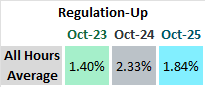 Regulation-Up
Oct-23 Oct-24 Oct-25
All Hours
Average 1.40% 2.33% 1.84%